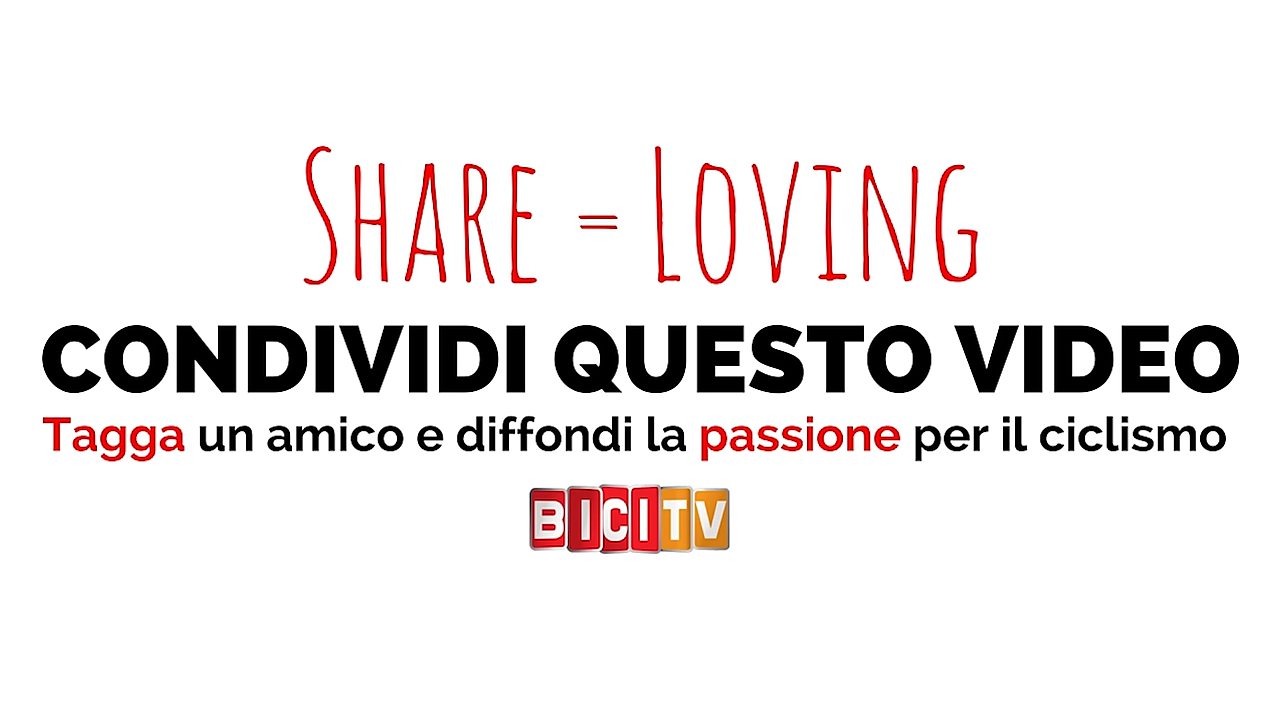 SHARE = LOVING
CONDIVIDI QUESTO VIDEO
Tagga un amico e diffondi la passione per il ciclismo
BICITV